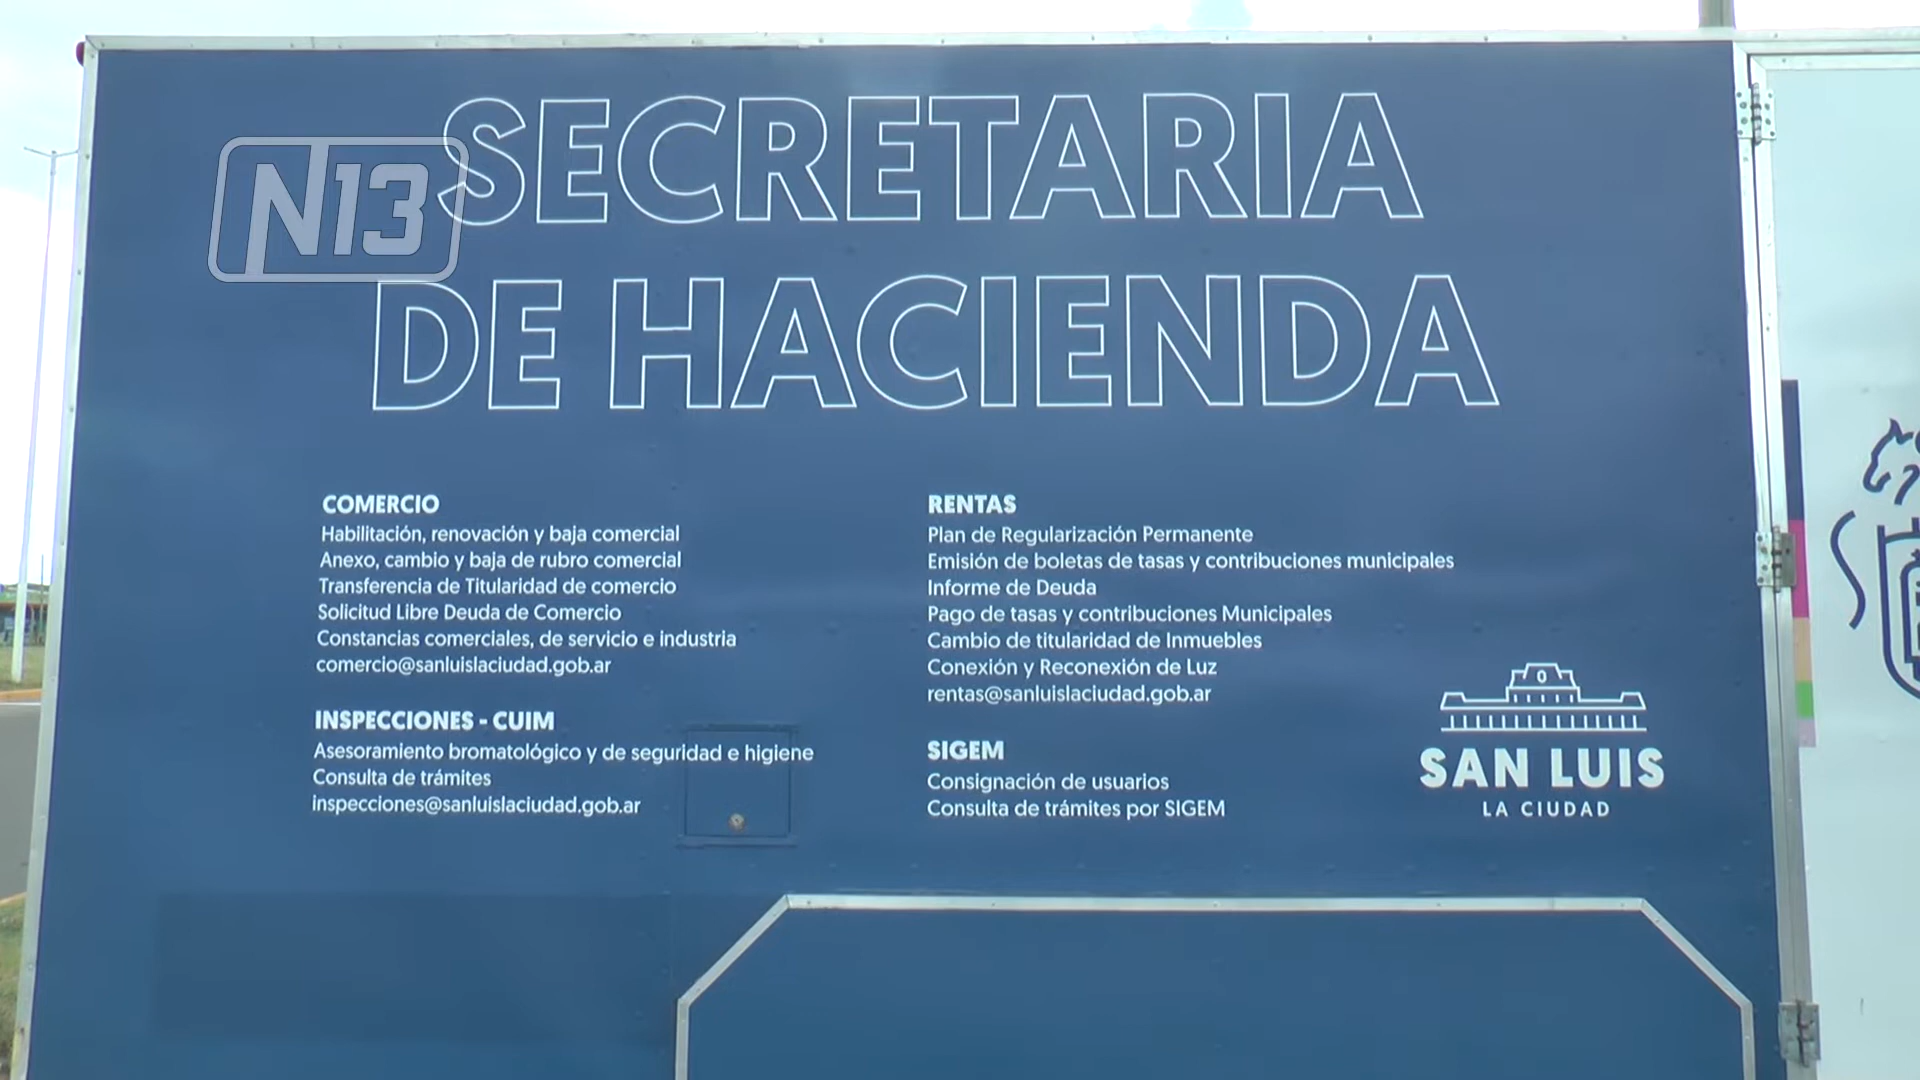 N13
SECRETARIA
DE HACIENDA
COMERCIO
Habilitación, renovación y baja comercial
Anexo, cambio y baja de rubro comercial
Transferencia de Titularidad de comercio
Solicitud Libre Deuda de Comercio
Constancias comerciales, de servicio e industria
comercio@sanluislaciudad.gob.ar
INSPECCIONES - CUIM
Asesoramiento bromatológico y de seguridad e higiene
Consulta de trámites
inspecciones@sanluislaciudad.gob.ar
RENTAS
Plan de Regularización Permanente
Emisión de boletas de tasas y contribuciones municipales
Informe de Deuda
Pago de tasas y contribuciones Municipales
Cambio de titularidad de Inmuebles
Conexión y Reconexión de Luz
rentas@sanluislaciudad.gob.ar
SIGEM
Consignación de usuarios
Consulta de trámites por SIGEM
SAN LUIS
LA CIUDAD